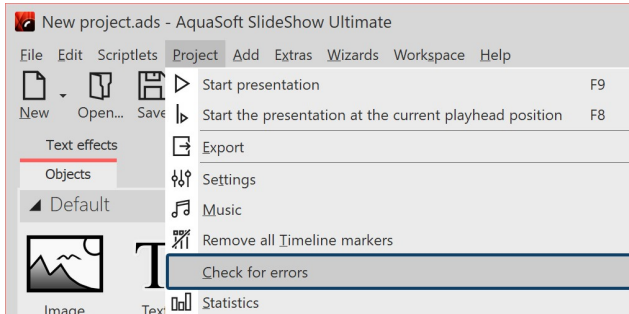 New project.ads - AquaSoft SlideShow Ultimate
File Edit Scriptlets Project Add Extras Wizards Workspace Help
New Open... Save
Start presentation F9
Start the presentation at the current playhead position F8
Text effects
Export
Objects
Settings
Default
Music
Remove all Timeline markers
Check for errors
Image
Statistics